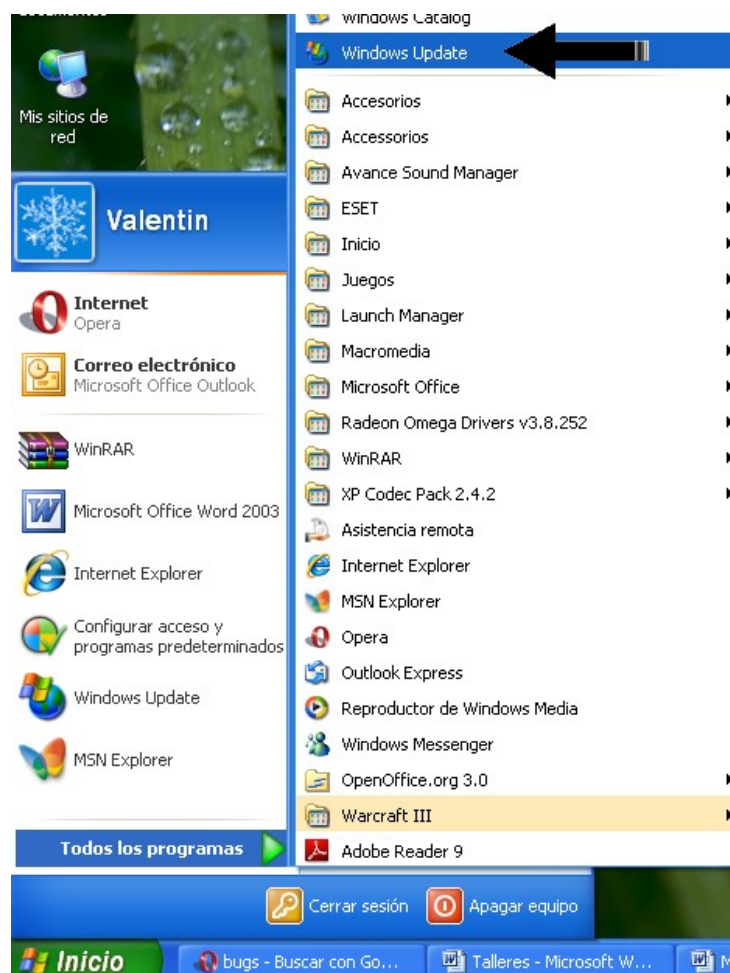 Windows Catalog
Windows Update
Mis sitios de
red
Accesorios
Accessorios
Avance Sound Manager
ESET
Inicio
Juegos
Launch Manager
Macromedia
Microsoft Office
Radeon Omega Drivers v3.8.252
WinRAR
XP Codec Pack 2.4.2
Asistencia remota
Internet Explorer
MSN Explorer
Opera
Outlook Express
Reproductor de Windows Media
Windows Messenger
OpenOffice.org 3.0
Warcraft III
Adobe Reader 9
Valentin
Internet
Opera
Correo electrónico
Microsoft Office Outlook
WinRAR
Microsoft Office Word 2003
Internet Explorer
Configurar acceso y
programas predeterminados
Windows Update
MSN Explorer
Todos los programas
Cerrar sesión
Apagar equipo
Inicio
bugs - Buscar con Go...
Talleres - Microsoft W...